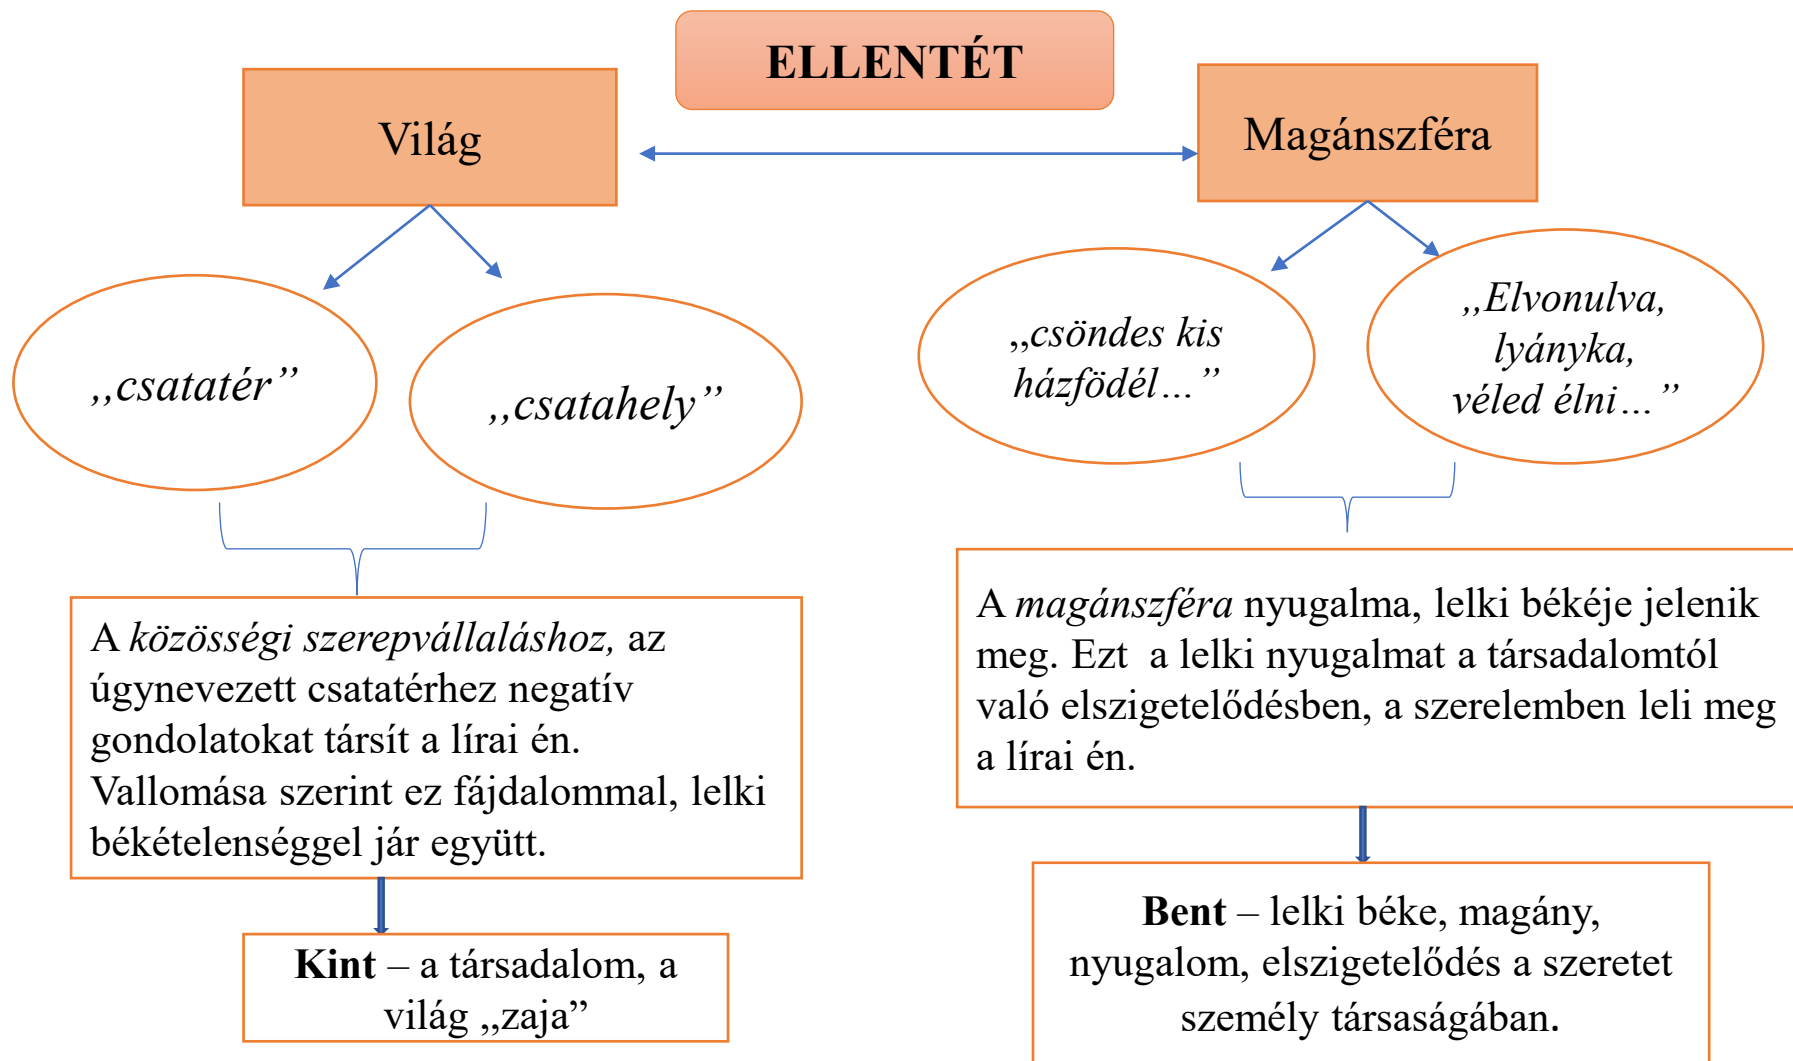 ELLENTÉT
Világ
Magánszféra
,,csatatér”
,,csatahely”
,,csöndes kis
házfödél…”
,,Elvonulva,
lyányka,
véled élni…”
A közösségi szerepvállaláshoz, az
úgynevezett csatatérhez negatív
gondolatokat társít a lírai én.
Vallomása szerint ez fájdalommal, lelki
békételenséggel jár együtt.
A magánszféra nyugalma, lelki békéje jelenik
meg. Ezt a lelki nyugalmat a társadalomtól
való elszigetelődésben, a szerelemben leli meg
a lírai én.
Kint – a társadalom, a
világ ,,zaja”
Bent – lelki béke, magány,
nyugalom, elszigetelődés a szeretet
személy társaságában.